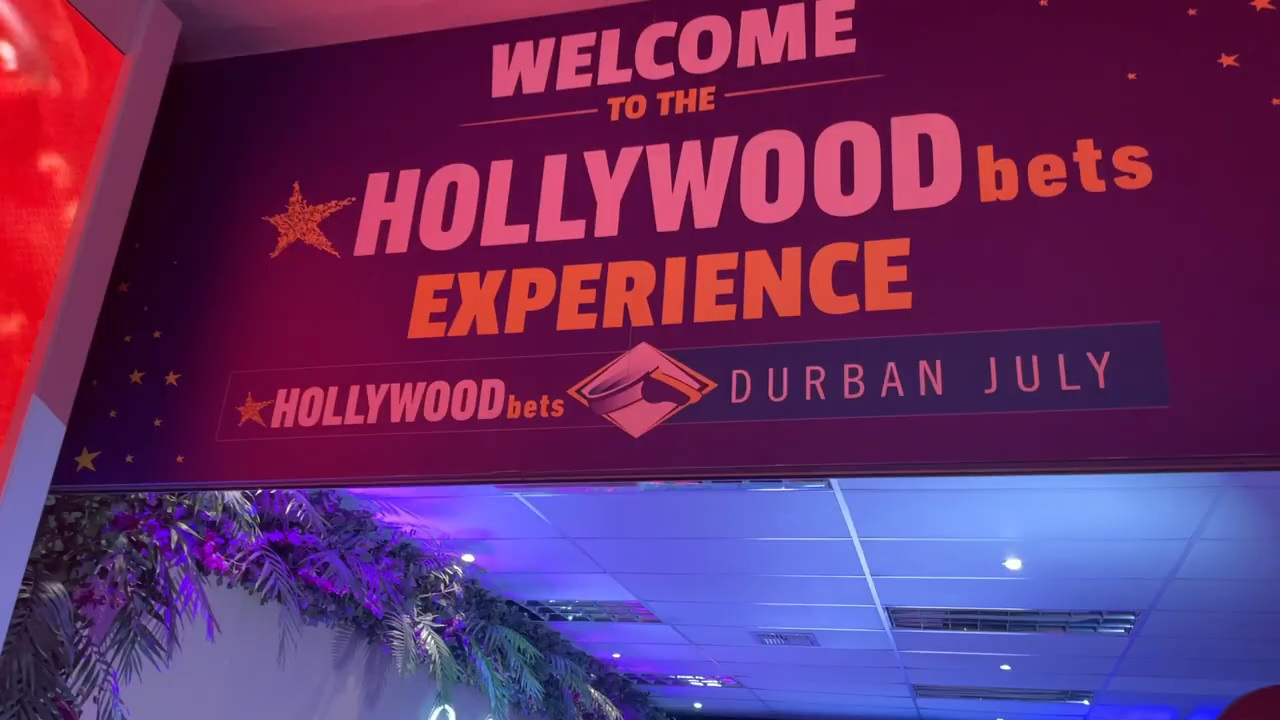 WELCOME
TO THE
HOLLYWOODbets
EXPERIENCE
HOLLYWOODbets DURBAN JULY